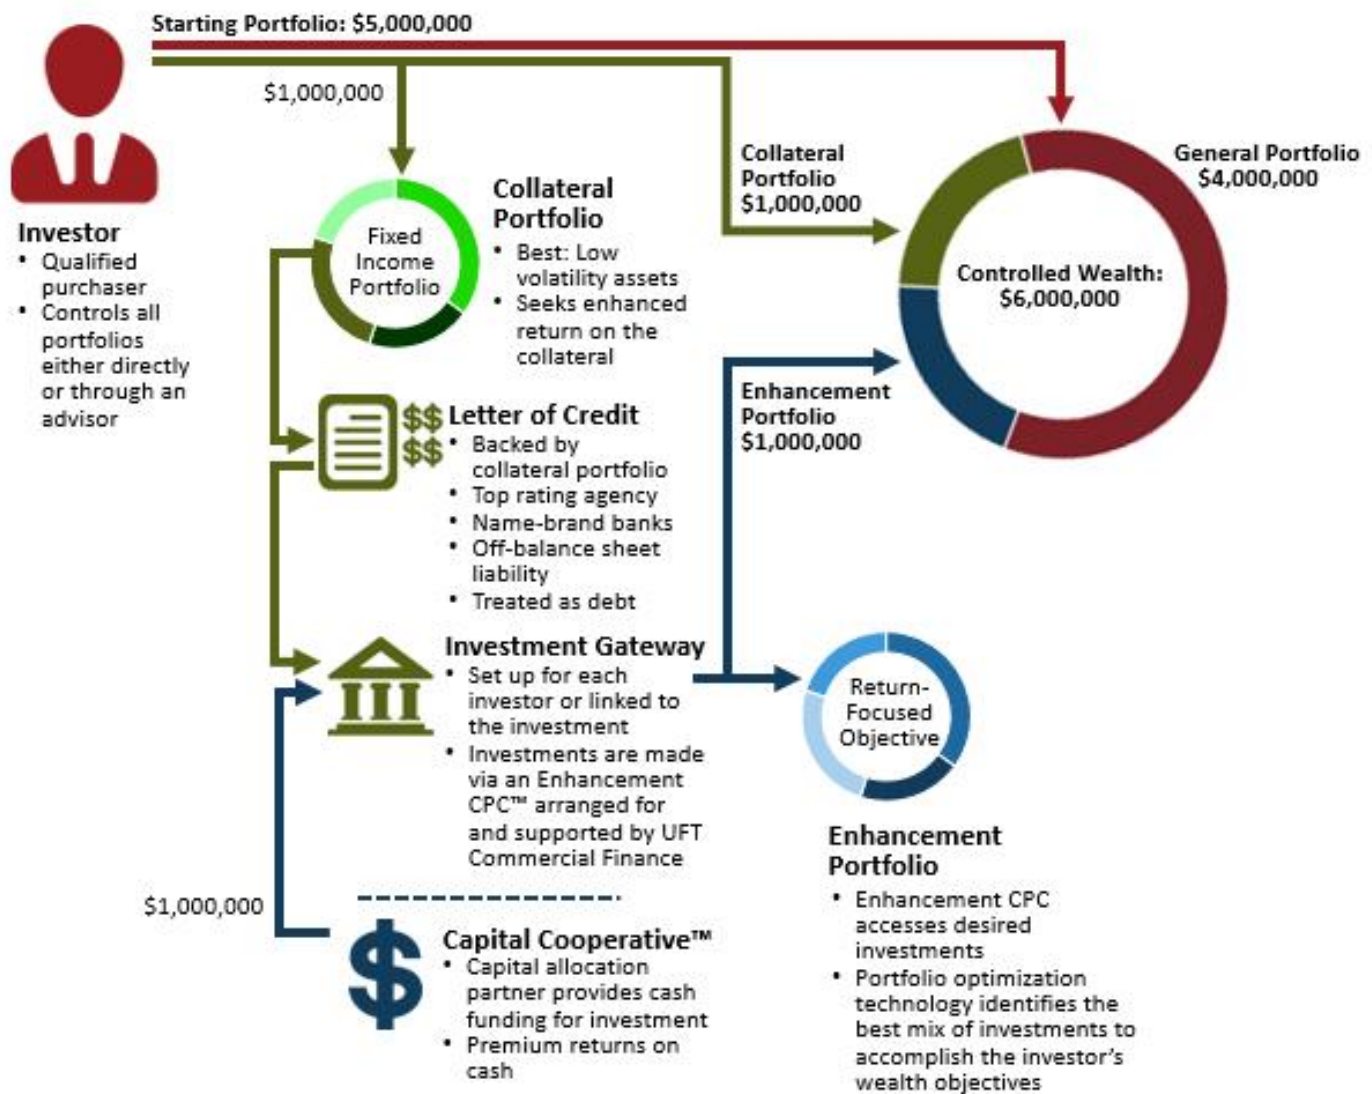 Starting Portfolio: $5,000,000
$1,000,000
Investor
• Qualified
purchaser
• Controls all
portfolios
either directly
or through an
advisor
Fixed
Income
Portfolio
Collateral
Portfolio
• Best: Low
volatility assets
• Seeks enhanced
return on the
collateral
Collateral
Portfolio
$1,000,000
General Portfolio
$4,000,000
Controlled Wealth:
$6,000,000
Enhancement
Portfolio
$1,000,000
$$
$$
Letter of Credit
• Backed by
collateral portfolio
• Top rating agency
• Name-brand banks
• Off-balance sheet
liability
• Treated as debt
Investment Gateway
• Set up for each
investor or linked to
the investment
• Investments are made
via an Enhancement
CPC™ arranged for
and supported by UFT
Commercial Finance
Return-
Focused
Objective
Enhancement
Portfolio
• Enhancement CPC
accesses desired
investments
• Portfolio optimization
technology identifies the
best mix of investments to
accomplish the investor's
wealth objectives
$1,000,000
$
Capital Cooperative™
• Capital allocation
partner provides cash
funding for investment
• Premium returns on
cash